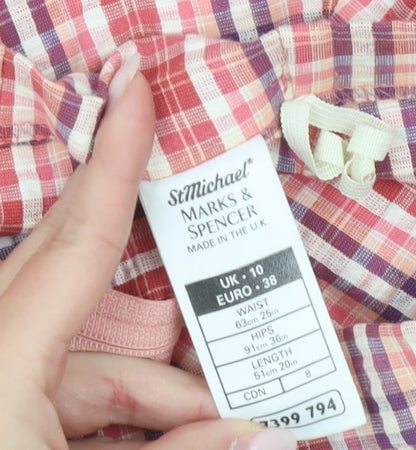 StMichael®
MARKS &
SPENCER
MADE IN THE U.K
UK · 10
EURO · 38
WAIST
63cm 25in
HIPS
91cm 36in
LENGTH
51cm 20in
CDN 8
7399 794